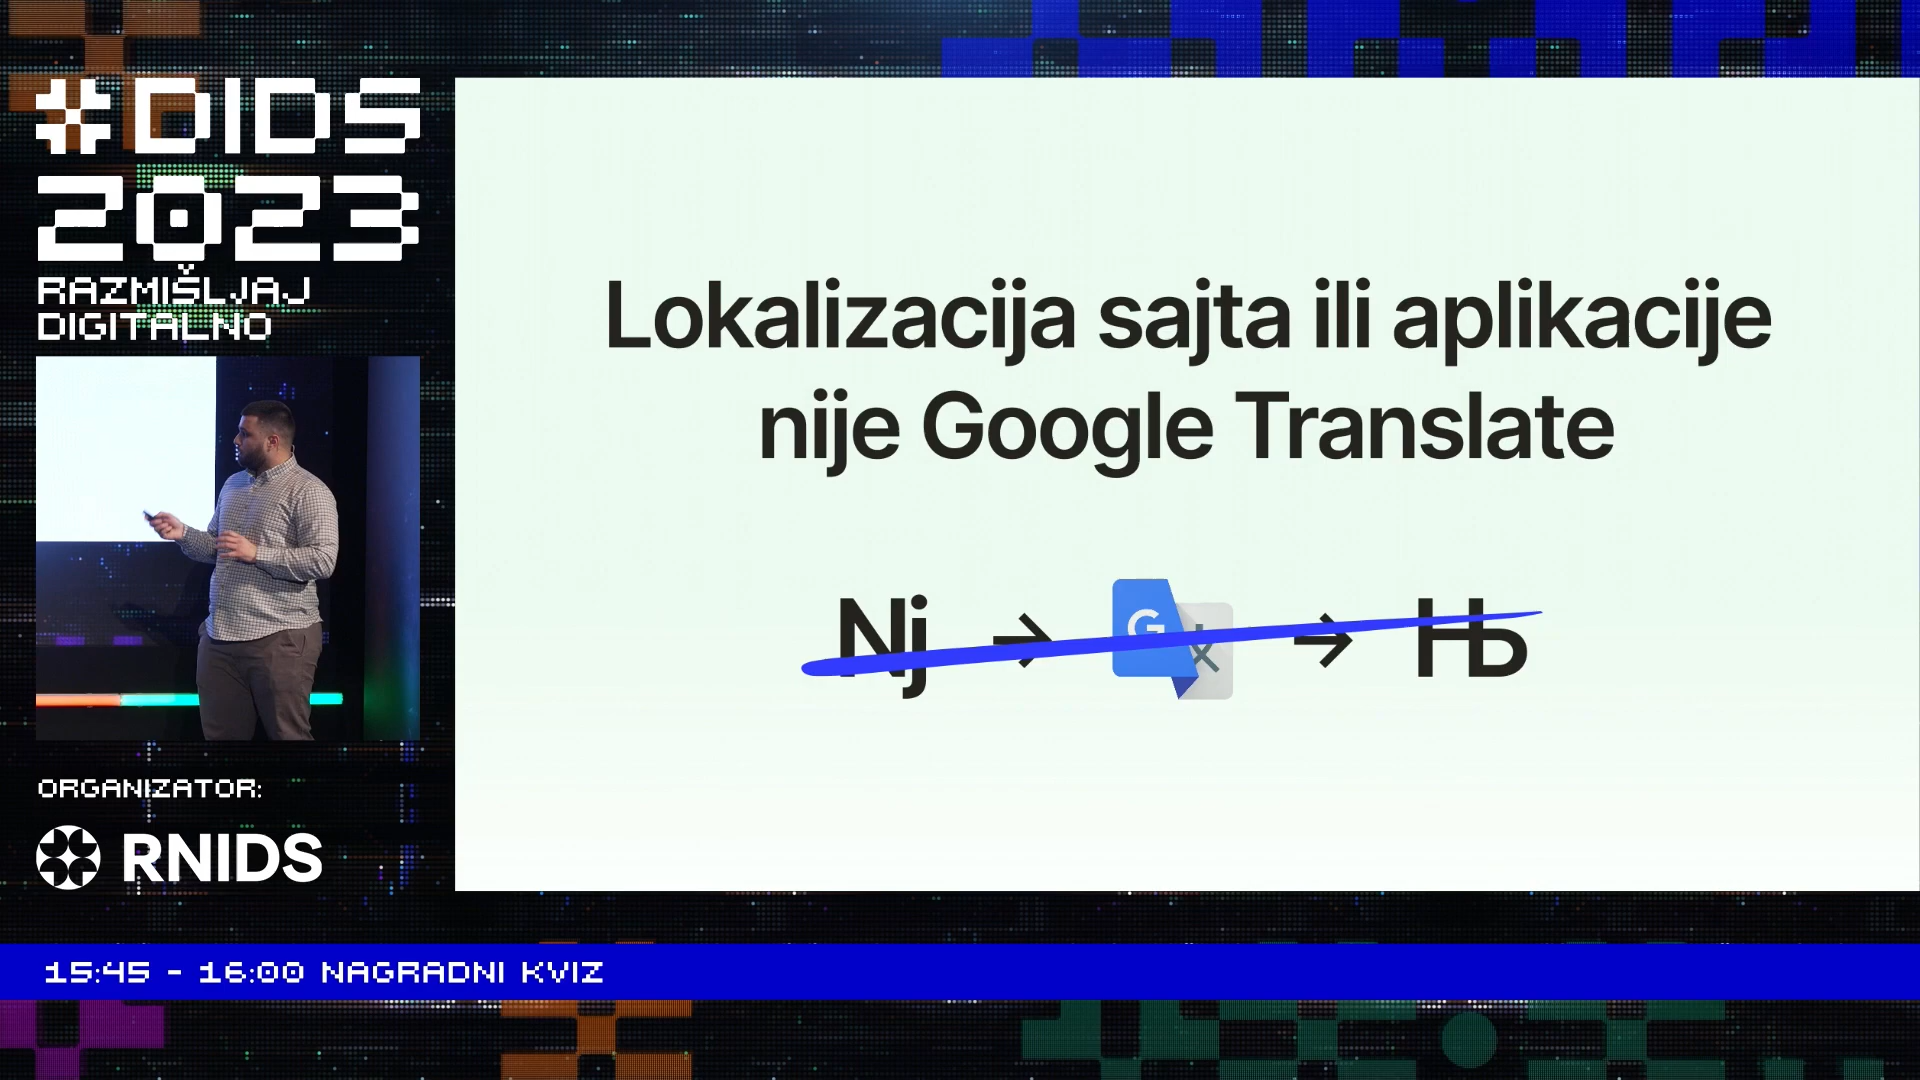 #DIDS
2023
RAZMIŠLJAJ
DIGITALNO
Lokalizacija sajta ili aplikacije
nije Google Translate
Nj → G → Њ
ORGANIZATOR:
RNIDS
15:45 - 16:00 NAGRADNI KVIZ